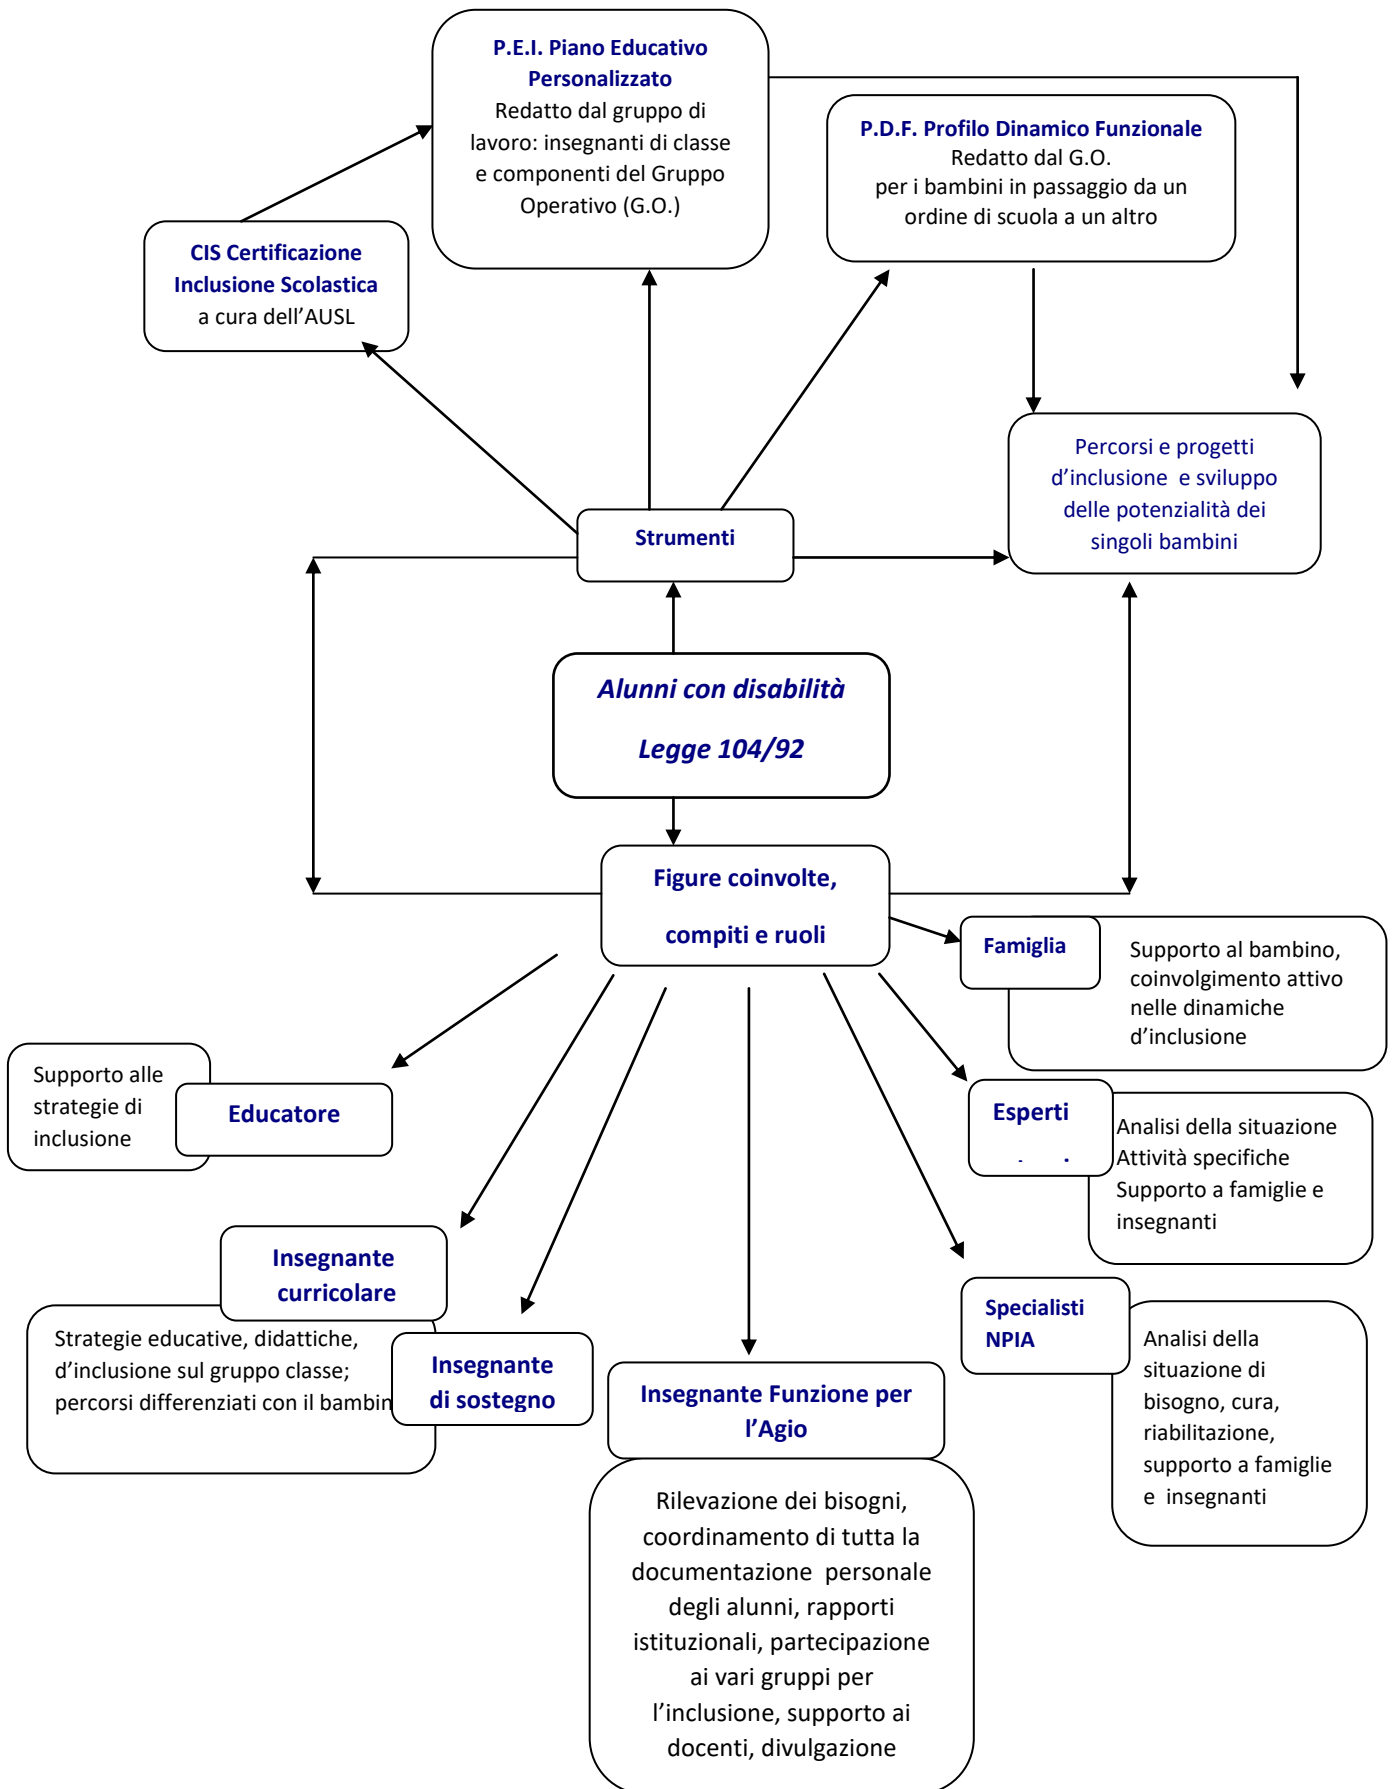 P.E.I. Piano Educativo
Personalizzato
Redatto dal gruppo di
lavoro: insegnanti di classe
e componenti del Gruppo
Operativo (G.O.)
P.D.F. Profilo Dinamico Funzionale
Redatto dal G.O.
per i bambini in passaggio da un
ordine di scuola a un altro
CIS Certificazione
Inclusione Scolastica
a cura dell’AUSL
Percorsi e progetti
d’inclusione e sviluppo
delle potenzialità dei
singoli bambini
Strumenti
Alunni con disabilità
Legge 104/92
Figure coinvolte,
compiti e ruoli
Famiglia
Supporto al bambino,
coinvolgimento attivo
nelle dinamiche
d’inclusione
Supporto alle
strategie di
inclusione
Educatore
Esperti
Analisi della situazione
Attività specifiche
Supporto a famiglie e
insegnanti
Insegnante
curricolare
Strategie educative, didattiche,
d’inclusione sul gruppo classe;
percorsi differenziati con il bambin
Insegnante
di sostegno
Insegnante Funzione per
l’Agio
Specialisti
NPIA
Analisi della
situazione di
bisogno, cura,
riabilitazione,
supporto a famiglie
e insegnanti
Rilevazione dei bisogni,
coordinamento di tutta la
documentazione personale
degli alunni, rapporti
istituzionali, partecipazione
ai vari gruppi per
l’inclusione, supporto ai
docenti, divulgazione